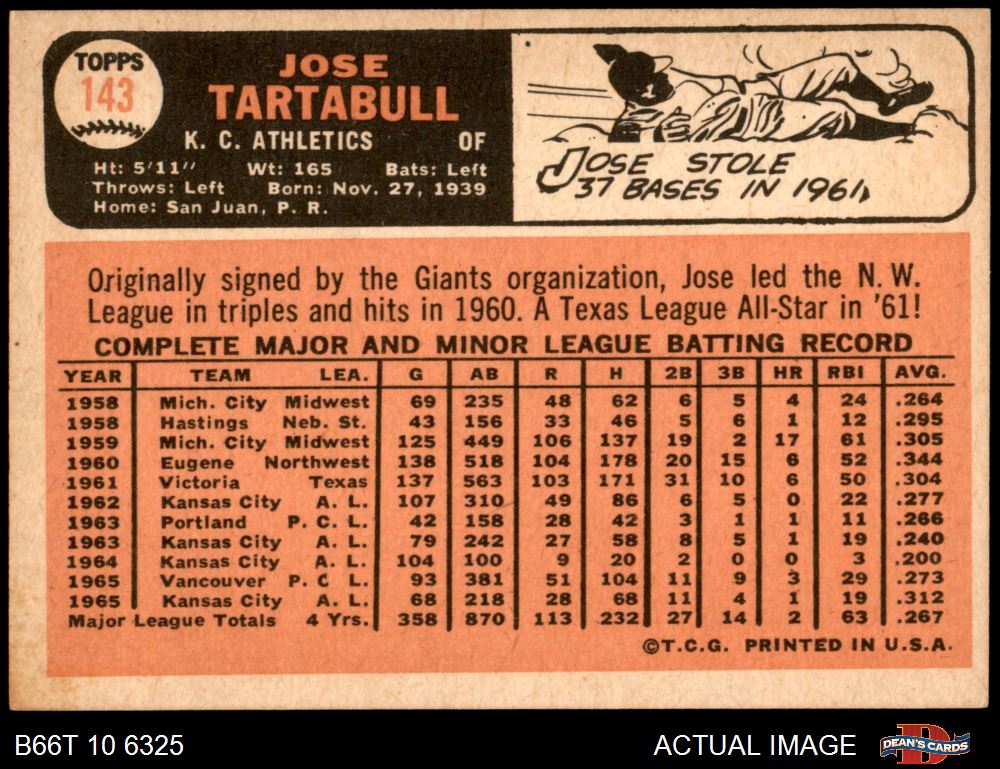 TOPPS
143
JOSE
TARTABULL
K. C. ATHLETICS OF
Ht: 5'11" Wt: 165 Bats: Left
Throws: Left Born: Nov. 27, 1939
Home: San Juan, P. R.
JOSE STOLE
37 BASES IN 1961.
Originally signed by the Giants organization, Jose led the N. W.
League in triples and hits in 1960. A Texas League All-Star in '61!
COMPLETE MAJOR AND MINOR LEAGUE BATTING RECORD
YEAR TEAM LEA. G AB R H 2B 3B HR RBI AVG.
1958 Mich. City Midwest 69 235 48 62 6 5 4 24 .264
1958 Hastings Neb. St. 43 156 33 46 5 6 1 12 .295
1959 Mich. City Midwest 125 449 106 137 19 2 17 61 .305
1960 Eugene Northwest 138 518 104 178 20 15 6 52 .344
1961 Victoria Texas 137 563 103 171 31 10 6 50 .304
1962 Kansas City A. L. 107 310 49 86 6 5 0 22 .277
1963 Portland P. C. L. 42 158 28 42 3 1 1 11 .266
1963 Kansas City A. L. 79 242 27 58 8 5 1 19 .240
1964 Kansas City A. L. 104 100 9 20 2 0 0 3 .200
1965 Vancouver P. C L. 93 381 51 104 11 9 3 29 .273
1965 Kansas City A. L. 68 218 28 68 11 4 1 19 .312
Major League Totals 4 Yrs. 358 870 113 232 27 14 2 63 .267
©T.C.G. PRINTED IN U.S.A.
B66T 10 6325 ACTUAL IMAGE DEAN'S CARDS